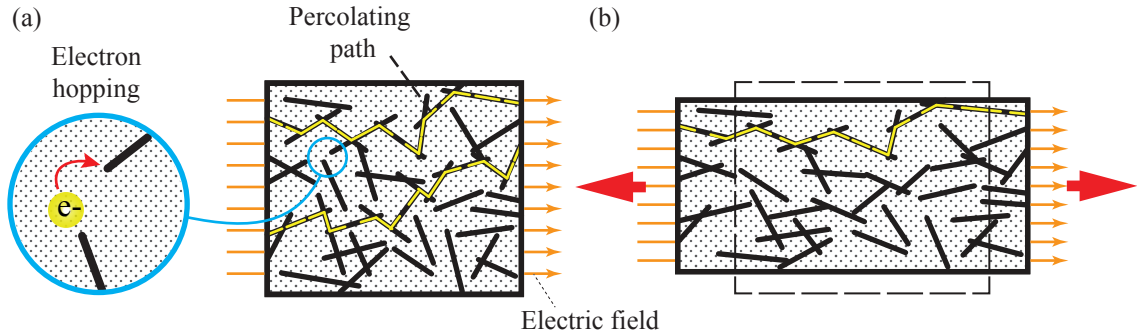 (a)
Percolating
path
(b)
Electron
hopping
e-
Electric field